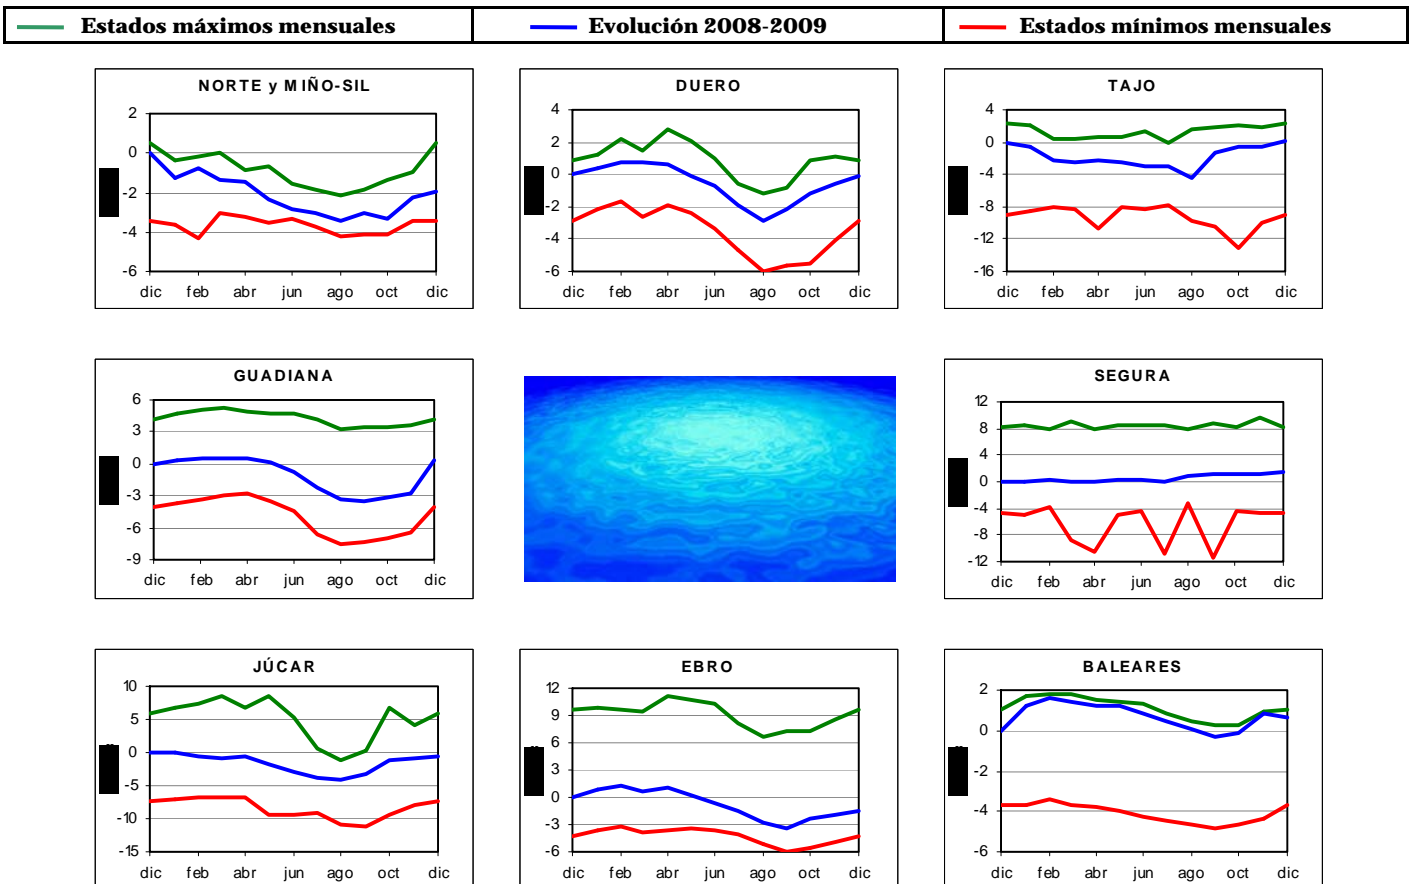 Estados máximos mensuales Evolución 2008-2009 Estados mínimos mensuales
NORTE y MIÑO-SIL
2
0
-2
-4
-6
dic feb abr jun ago oct dic
DUERO
4
2
0
-2
-4
-6
dic feb abr jun ago oct dic
TAJO
4
0
-4
-8
-12
-16
dic feb abr jun ago oct dic
GUADIANA
6
3
0
-3
-6
-9
dic feb abr jun ago oct dic
SEGURA
12
8
4
0
-4
-8
-12
dic feb abr jun ago oct dic
JÚCAR
10
5
0
-5
-10
-15
dic feb abr jun ago oct dic
EBRO
12
9
6
3
0
-3
-6
dic feb abr jun ago oct dic
BALEARES
2
0
-2
-4
-6
dic feb abr jun ago oct dic